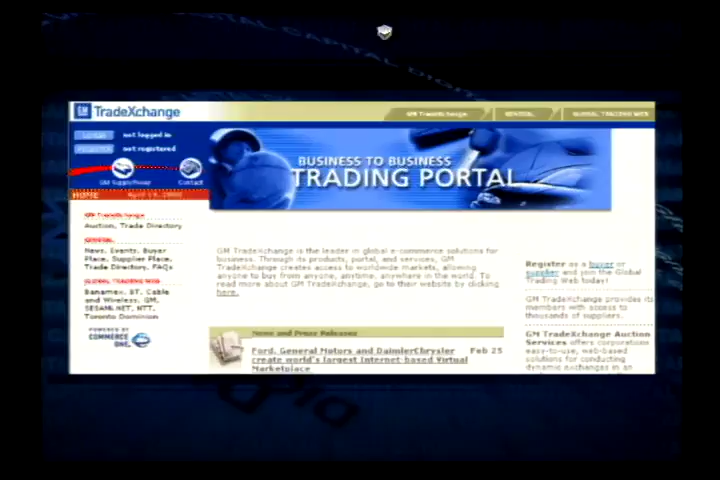 CAPITAL
GM TradeXchange
GM TradeXchange GENERAL GLOBAL TRADING WEB
LOGIN not logged in
REGISTER not registered
GM SupplyPower Contact
HOME
BUSINESS TO BUSINESS
TRADING PORTAL
GM TradeXchange
Auction, Trade Directory
GENERAL
News, Events, Buyer
Place, Supplier Place,
Trade Directory, FAQs
GLOBAL TRADING WEB
Banamex, BT, Cable
and Wireless, GM,
SESAMi.NET, NTT,
Toronto Dominion
POWERED BY
COMMERCE
ONE.
GM TradeXchange is the leader in global e-commerce solutions for
business. Through its products, portal, and services, GM
TradeXchange creates access to worldwide markets, allowing
anyone to buy from anyone, anytime, anywhere in the world. To
read more about GM TradeXchange, go to their website by clicking
here.
News and Press Releases
Ford, General Motors and DaimlerChrysler Feb 25
create world's largest Internet-based Virtual
Marketplace
Register as a buyer or
supplier and join the Global
Trading Web today!
GM TradeXchange provides its
members with access to
thousands of suppliers.
GM TradeXchange Auction
Services offers corporations
easy-to-use, web-based
solutions for conducting
dynamic exchanges in an